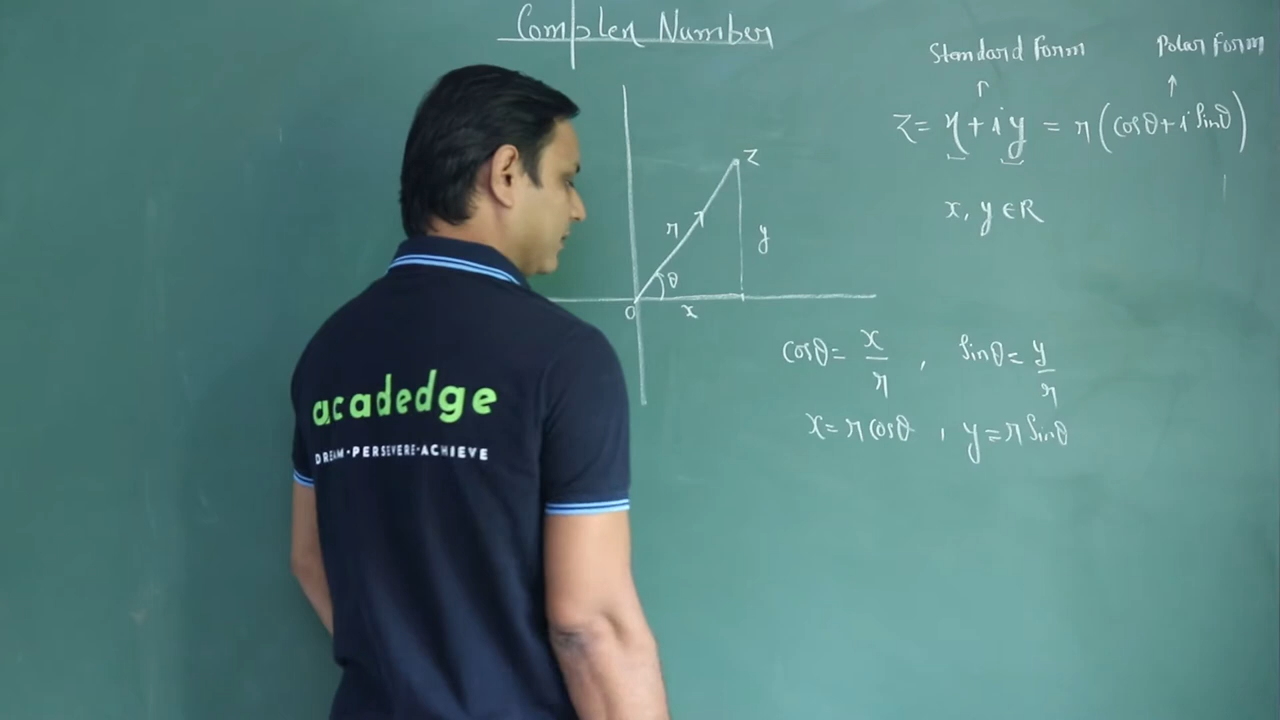 Complex Number
Standard Form
Polar Form
z = x + iy = r(cosθ + i sinθ)
x, y ∈ R
z
r
y
θ
O
x
cosθ = x/r , sinθ = y/r
x = r cosθ , y = r sinθ
acadedge
DREAM·PERSEVERE·ACHIEVE